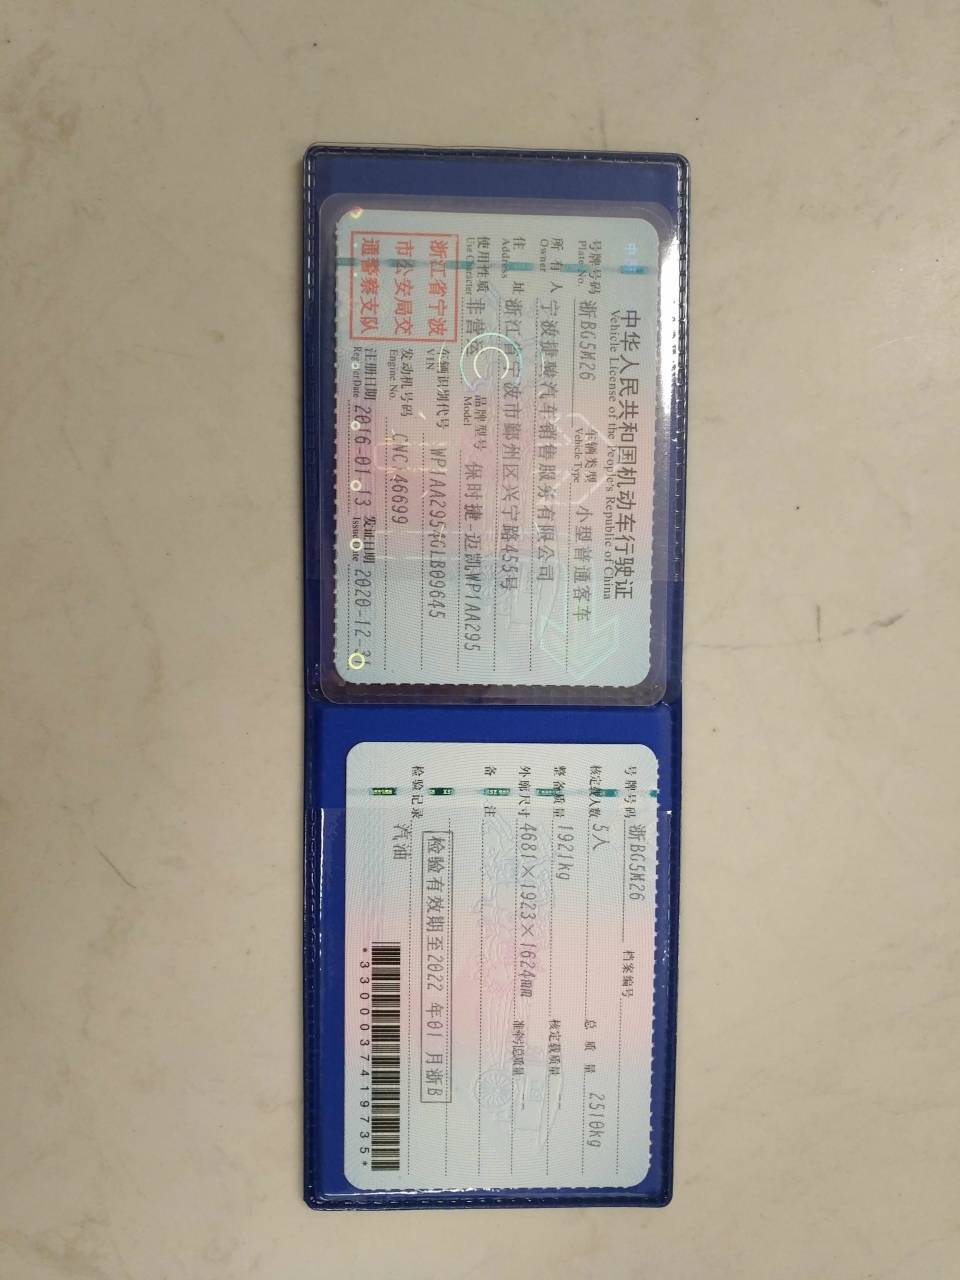 中华人民共和国机动车行驶证
Vehicle License of the People's Republic of China
号牌号码 浙BG5M26 车辆类型 小型普通客车
Plate No. Vehicle Type
所有人 宁波捷骏汽车销售服务有限公司
Owner
住址 浙江省宁波市鄞州区兴宁路455号
Address
使用性质 非营运 品牌型号 保时捷-迈凯WP1AA295
Use Character Model
浙江省宁波
市公安局交
通警察支队
车辆识别代号 WP1AA2954GLB09645
VIN
发动机号码 CNC 46699
Engine No.
注册日期 2016-01-13 发证日期 2020-12-
Register Date Issue Date
号牌号码 浙BG5M26 档案编号
核定载人数 5人 总质量 2510kg
整备质量 1921kg 核定载质量 --
外廓尺寸 4681×1923×1624mm 准牵引总质量 --
备注
检验有效期至2022年01月浙B
检验记录
汽油
*3300037419735*